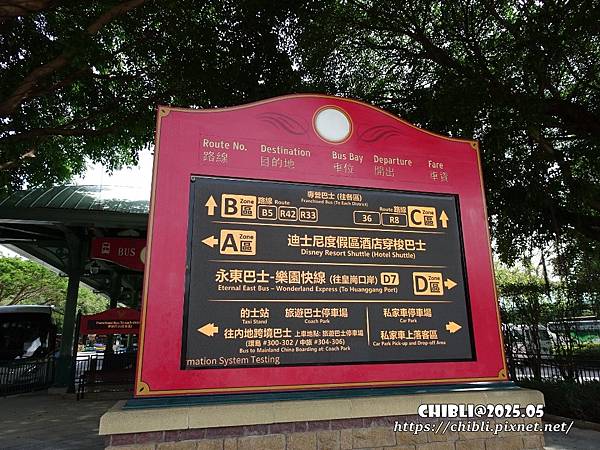 Route No. Destination Bus Bay Departure Fare
路線 目的地 車位 開出 車資
專營巴士 (往各區)
Franchised Bus (To Each District)
B Zone 區 路線 Route B5 R42 R33 36 R8 路線 Route C Zone 區
A Zone 區 迪士尼度假區酒店穿梭巴士
Disney Resort Shuttle (Hotel Shuttle)
永東巴士-樂園快線 (往皇崗口岸) D7 D Zone 區
Eternal East Bus – Wonderland Express (To Huanggang Port)
的士站 旅遊巴士停車場 私家車停車場
Taxi Stand Coach Park Car Park
往內地跨境巴士 上車地點: 旅遊巴士停車場 私家車上落客區
(環島 #300-302 / 中旅 #304-306) Car Park Pick-up and Drop-off Area
Bus to Mainland China Boarding at: Coach Park
mation System Testing
BUS
CHIBLI@2025.05
https://chibli.pixnet.net/